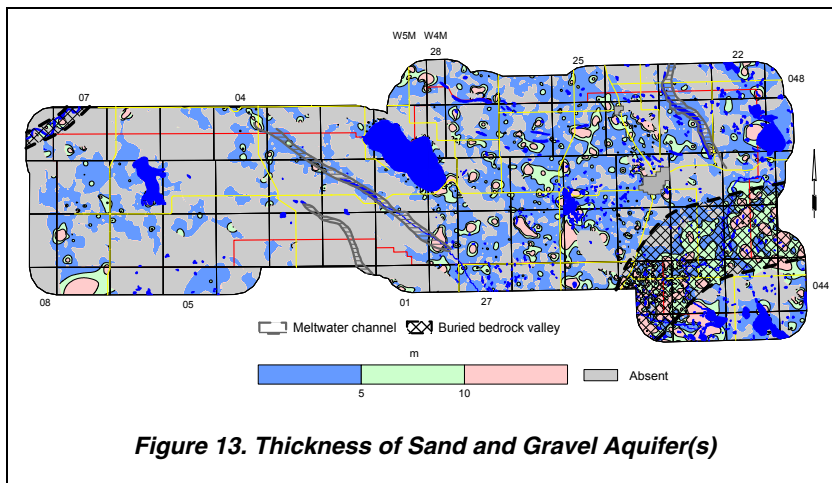 W5M W4M
28
22
25
048
07
04
044
08
05
01
27
Meltwater channel Buried bedrock valley
m
Absent
5 10
Figure 13. Thickness of Sand and Gravel Aquifer(s)